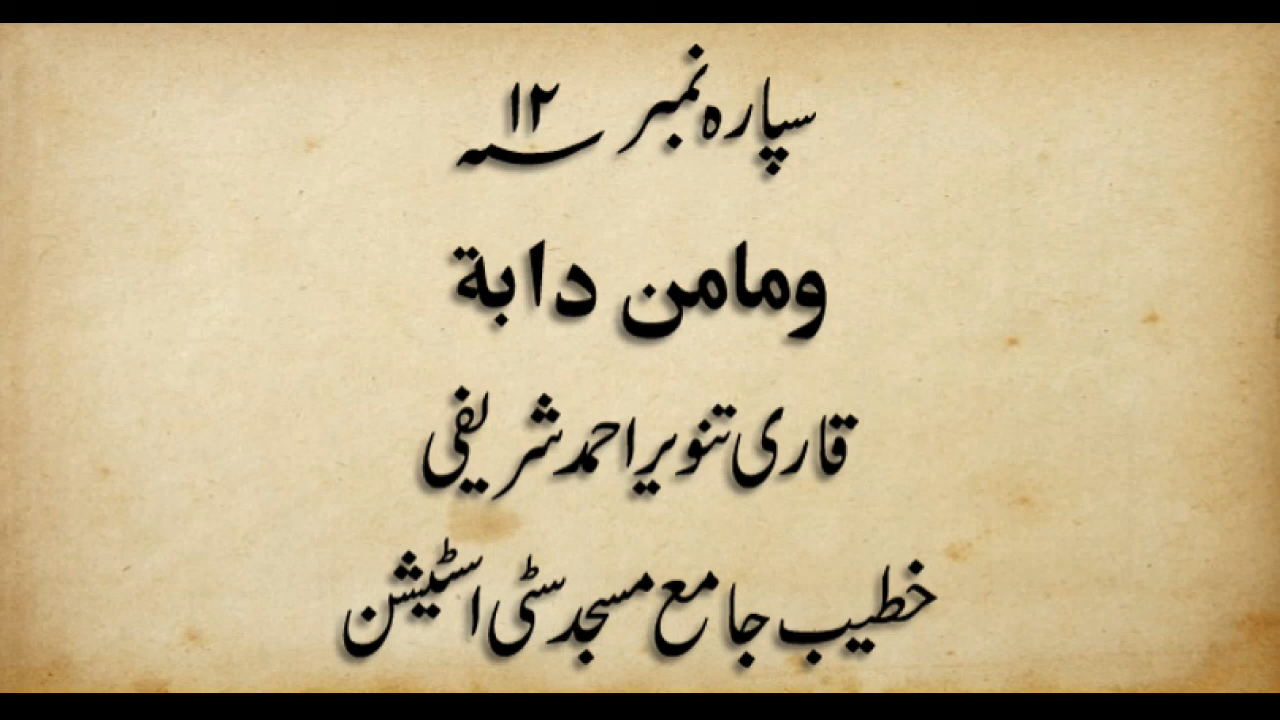 سپارہ نمبر ۱۲؁
ومامن دابة
قاری تنویر احمد شریفی
خطیب جامع مسجد سٹی اسٹیشن